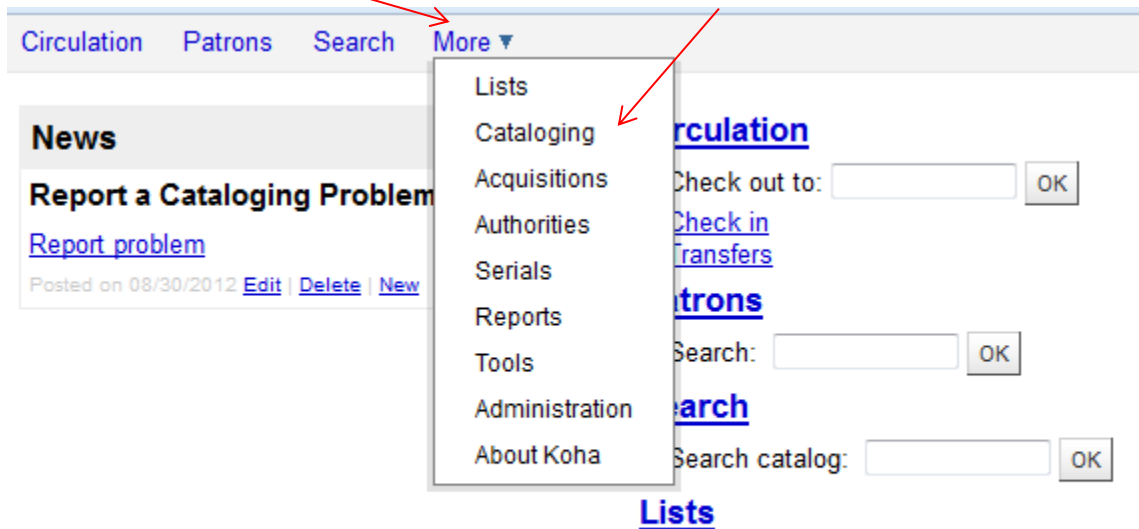 Circulation Patrons Search More ▼
Lists
Cataloging
Acquisitions
Authorities
Serials
Reports
Tools
Administration
About Koha
News
Report a Cataloging Problem
Report problem
Posted on 08/30/2012 Edit | Delete | New
rculation
Check out to: OK
Check in
Transfers
trons
Search: OK
arch
Search catalog: OK
Lists